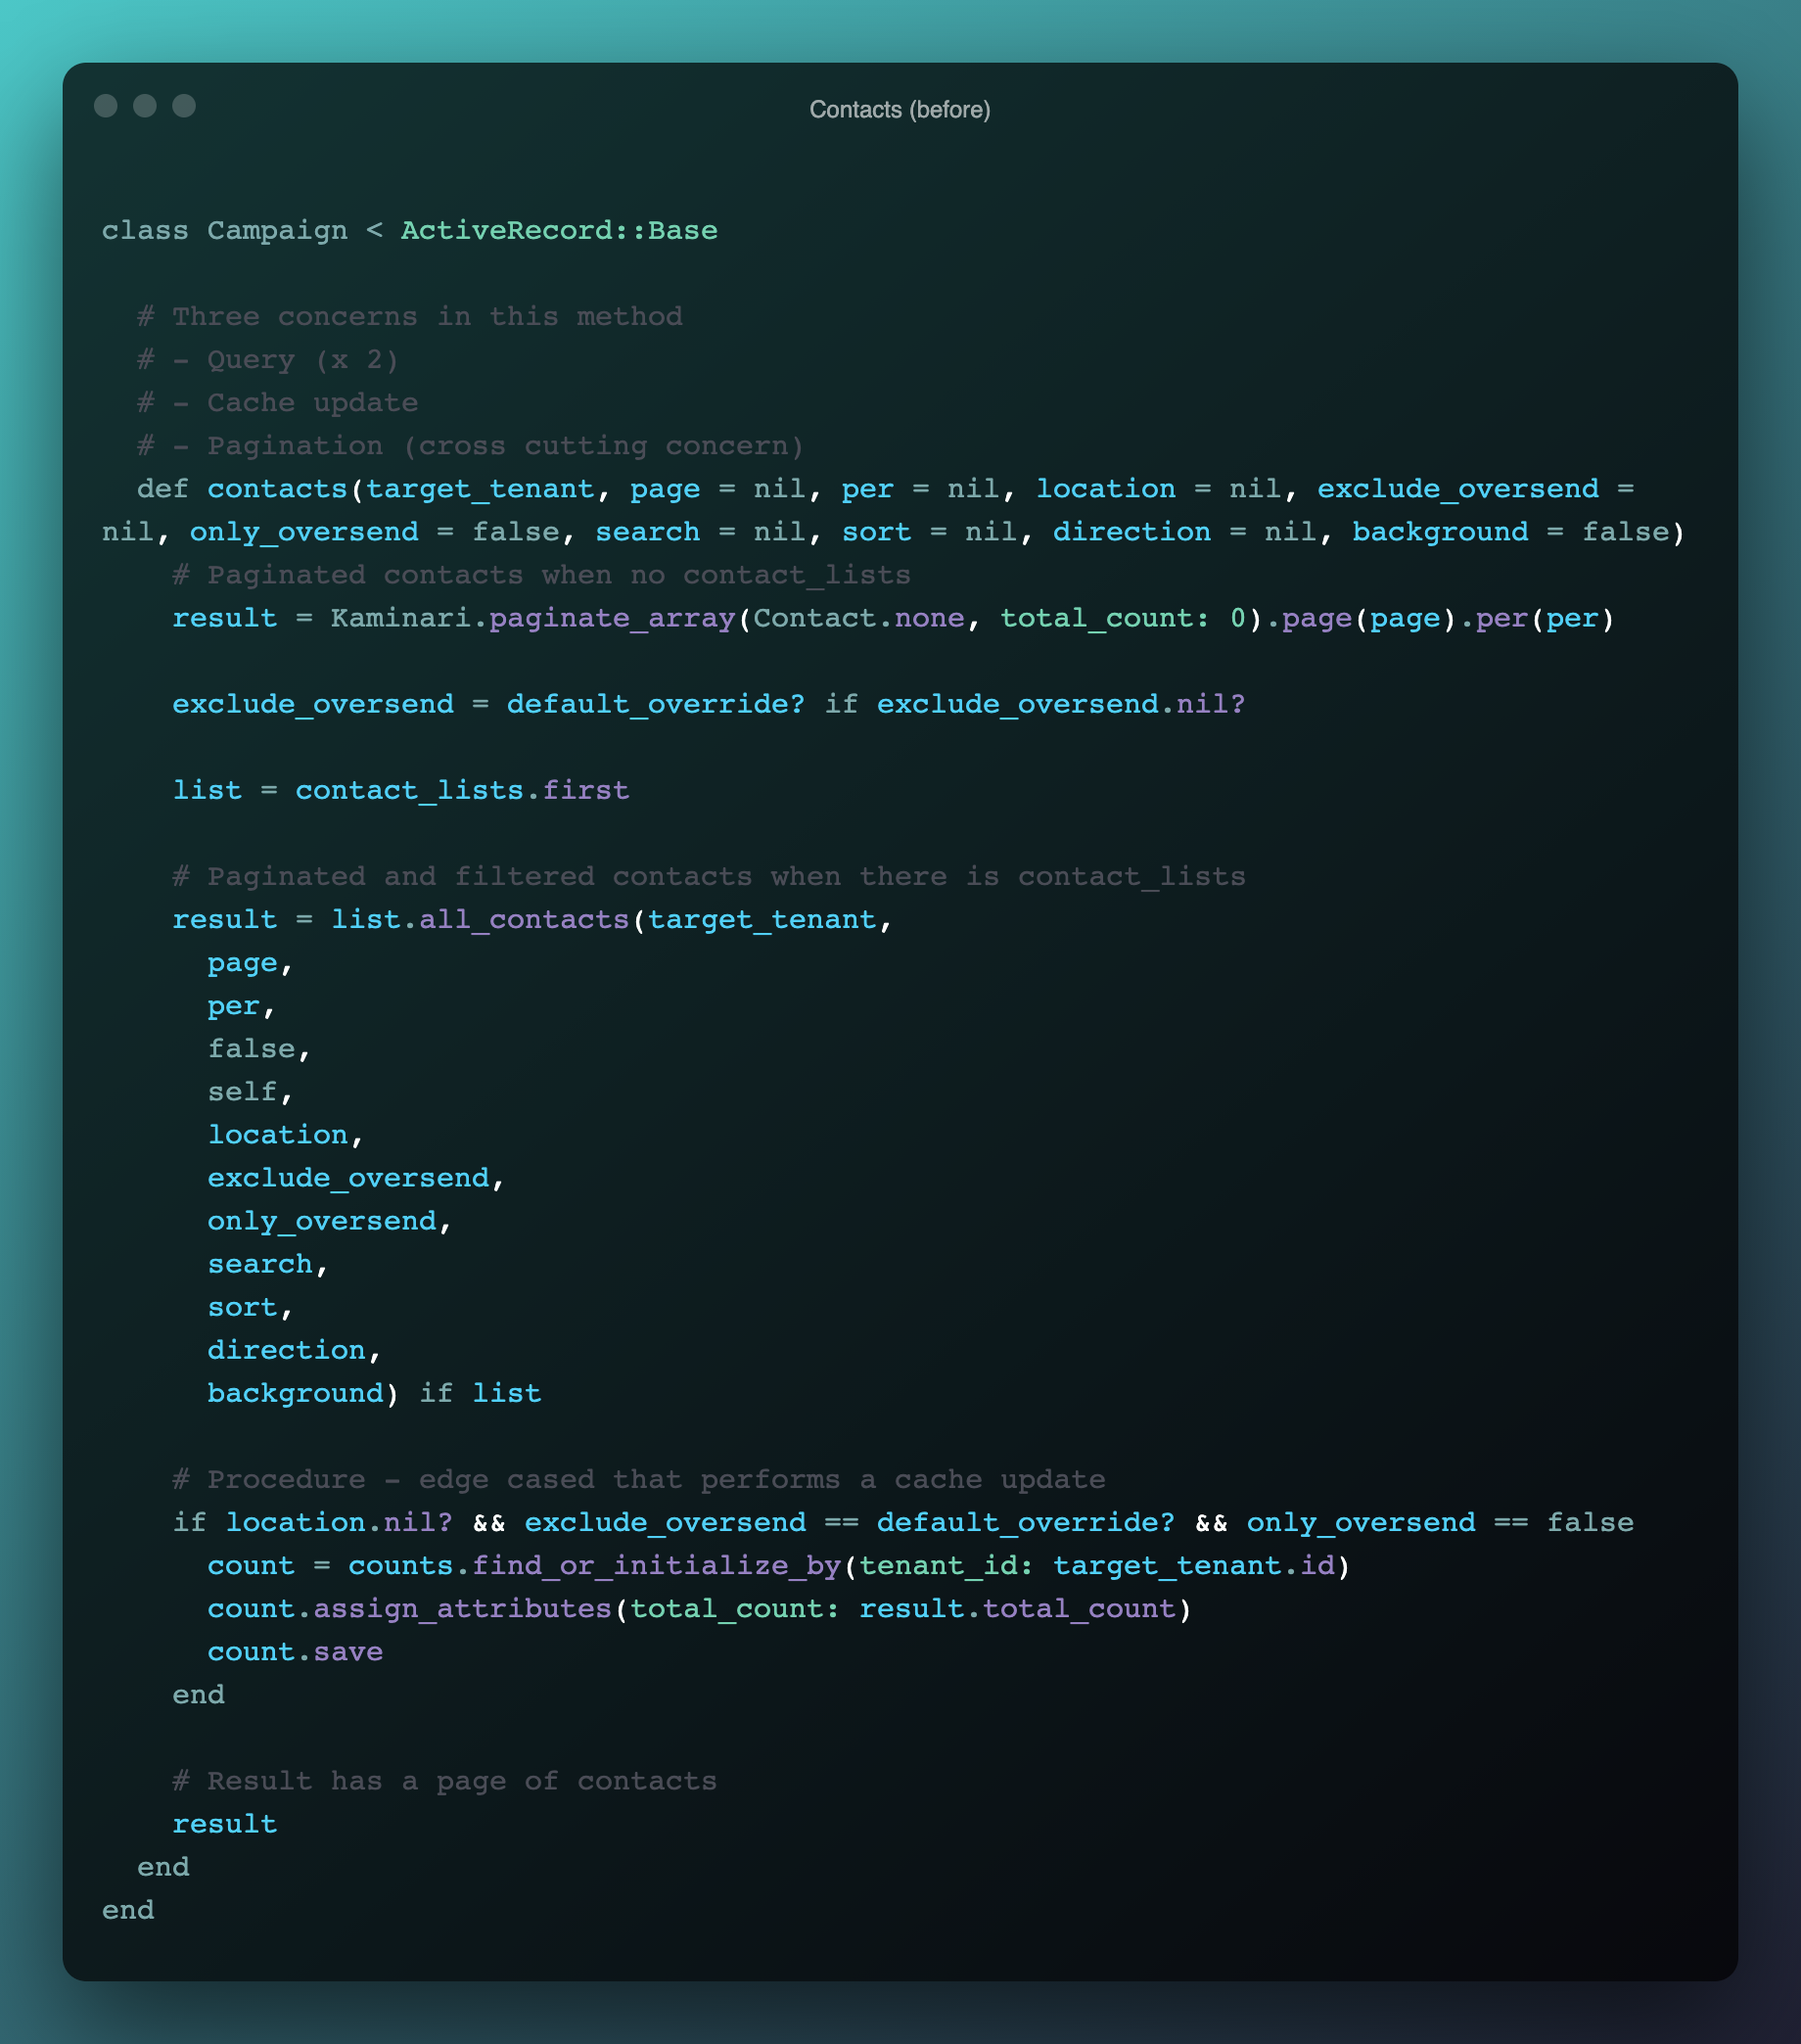 Contacts (before)
class Campaign < ActiveRecord::Base
# Three concerns in this method
# - Query (x 2)
# - Cache update
# - Pagination (cross cutting concern)
def contacts(target_tenant, page = nil, per = nil, location = nil, exclude_oversend =
nil, only_oversend = false, search = nil, sort = nil, direction = nil, background = false)
# Paginated contacts when no contact_lists
result = Kaminari.paginate_array(Contact.none, total_count: 0).page(page).per(per)
exclude_oversend = default_override? if exclude_oversend.nil?
list = contact_lists.first
# Paginated and filtered contacts when there is contact_lists
result = list.all_contacts(target_tenant,
page,
per,
false,
self,
location,
exclude_oversend,
only_oversend,
search,
sort,
direction,
background) if list
# Procedure - edge cased that performs a cache update
if location.nil? && exclude_oversend == default_override? && only_oversend == false
count = counts.find_or_initialize_by(tenant_id: target_tenant.id)
count.assign_attributes(total_count: result.total_count)
count.save
end
# Result has a page of contacts
result
end
end